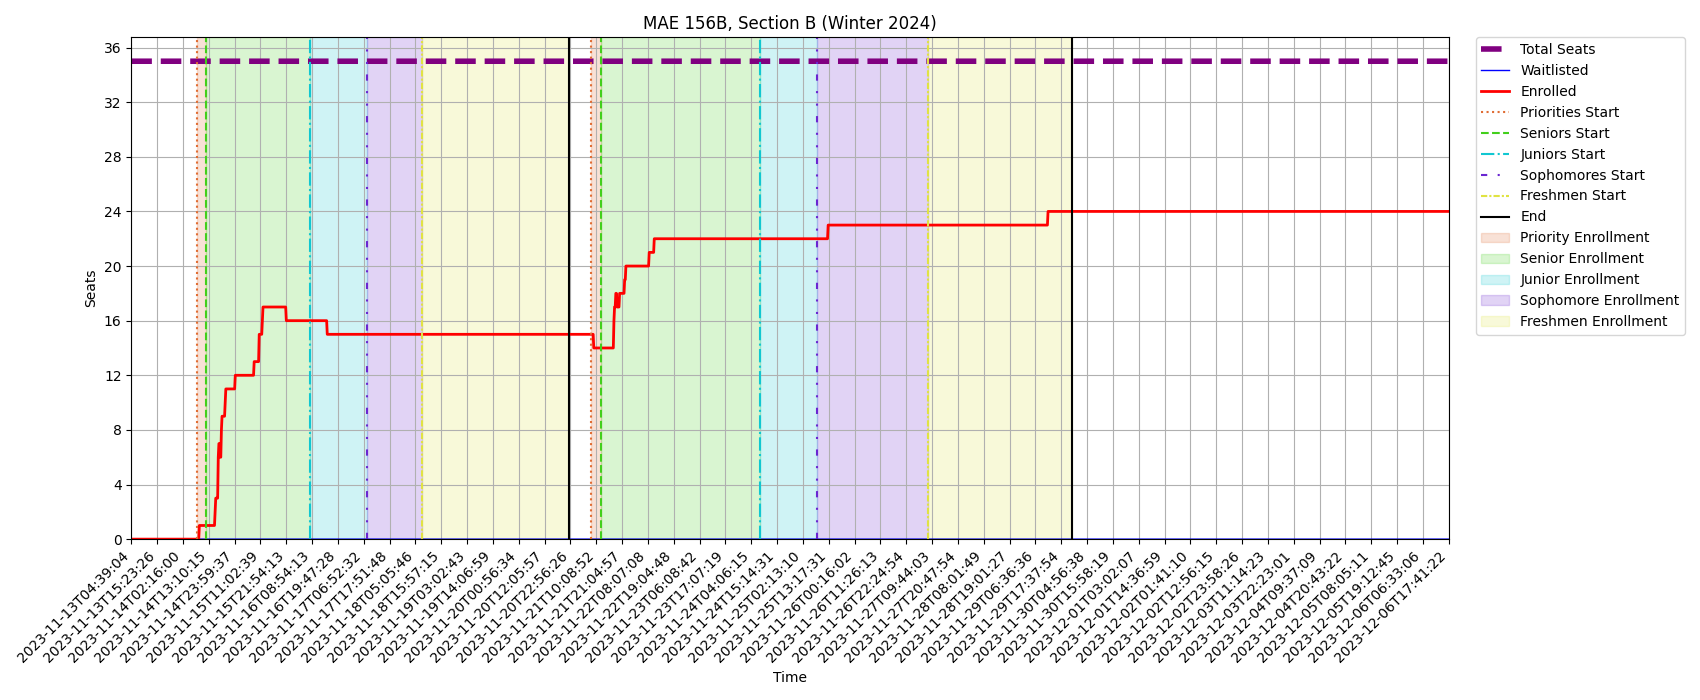 MAE 156B, Section B (Winter 2024)
36
32
28
24
20
16
12
8
4
0
Seats
2023-11-13T04:39:04
2023-11-13T15:23:26
2023-11-14T02:16:00
2023-11-14T13:10:15
2023-11-14T23:59:37
2023-11-15T11:02:39
2023-11-15T21:54:13
2023-11-16T08:54:13
2023-11-16T19:47:28
2023-11-17T06:52:32
2023-11-17T17:51:48
2023-11-18T05:05:46
2023-11-18T15:57:15
2023-11-19T03:02:43
2023-11-19T14:06:59
2023-11-20T00:56:34
2023-11-20T12:05:57
2023-11-20T22:56:26
2023-11-21T10:08:52
2023-11-21T21:04:57
2023-11-22T08:07:08
2023-11-22T19:04:48
2023-11-23T06:08:42
2023-11-23T17:07:19
2023-11-24T04:06:15
2023-11-24T15:14:31
2023-11-25T02:13:10
2023-11-25T13:17:31
2023-11-26T00:16:02
2023-11-26T11:26:13
2023-11-26T22:24:54
2023-11-27T09:44:03
2023-11-27T20:47:54
2023-11-28T08:01:49
2023-11-28T19:01:27
2023-11-29T06:36:36
2023-11-29T17:37:54
2023-11-30T04:56:38
2023-11-30T15:58:19
2023-12-01T03:02:07
2023-12-01T14:36:59
2023-12-02T01:41:10
2023-12-02T12:56:15
2023-12-02T23:58:26
2023-12-03T11:14:23
2023-12-03T22:23:01
2023-12-04T09:37:09
2023-12-04T20:43:22
2023-12-05T08:05:11
2023-12-05T19:12:45
2023-12-06T06:33:06
2023-12-06T17:41:22
Time
Total Seats
Waitlisted
Enrolled
Priorities Start
Seniors Start
Juniors Start
Sophomores Start
Freshmen Start
End
Priority Enrollment
Senior Enrollment
Junior Enrollment
Sophomore Enrollment
Freshmen Enrollment